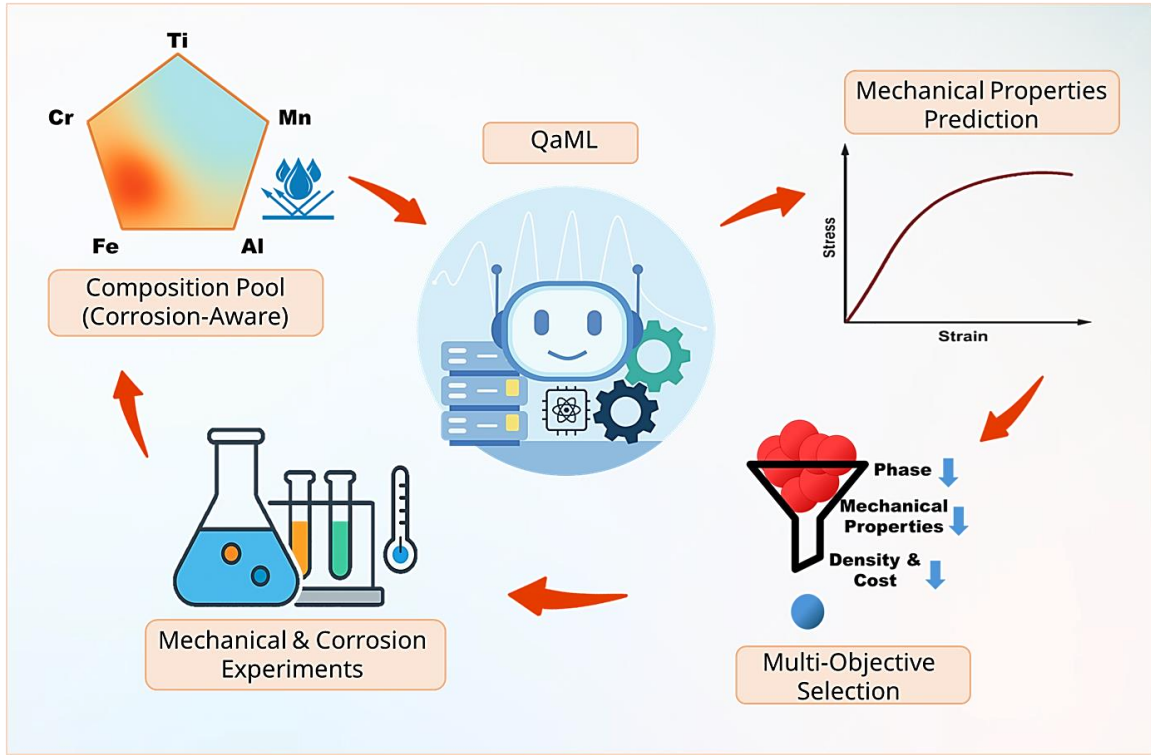 Ti
Cr
Mn
Fe
Al
Composition Pool
(Corrosion-Aware)
QaML
Mechanical Properties
Prediction
Stress
Strain
Phase
Mechanical
Properties
Density &
Cost
Multi-Objective
Selection
Mechanical & Corrosion
Experiments